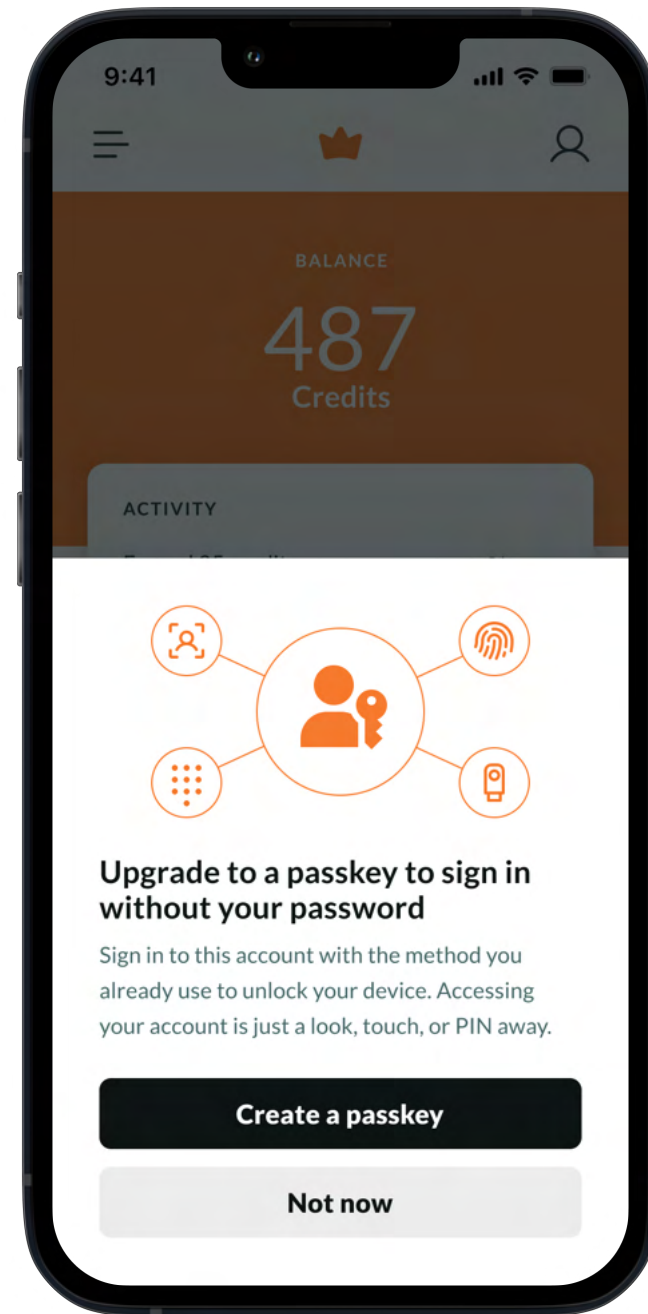 9:41
BALANCE
487
Credits
ACTIVITY
Upgrade to a passkey to sign in
without your password
Sign in to this account with the method you
already use to unlock your device. Accessing
your account is just a look, touch, or PIN away.
Create a passkey
Not now